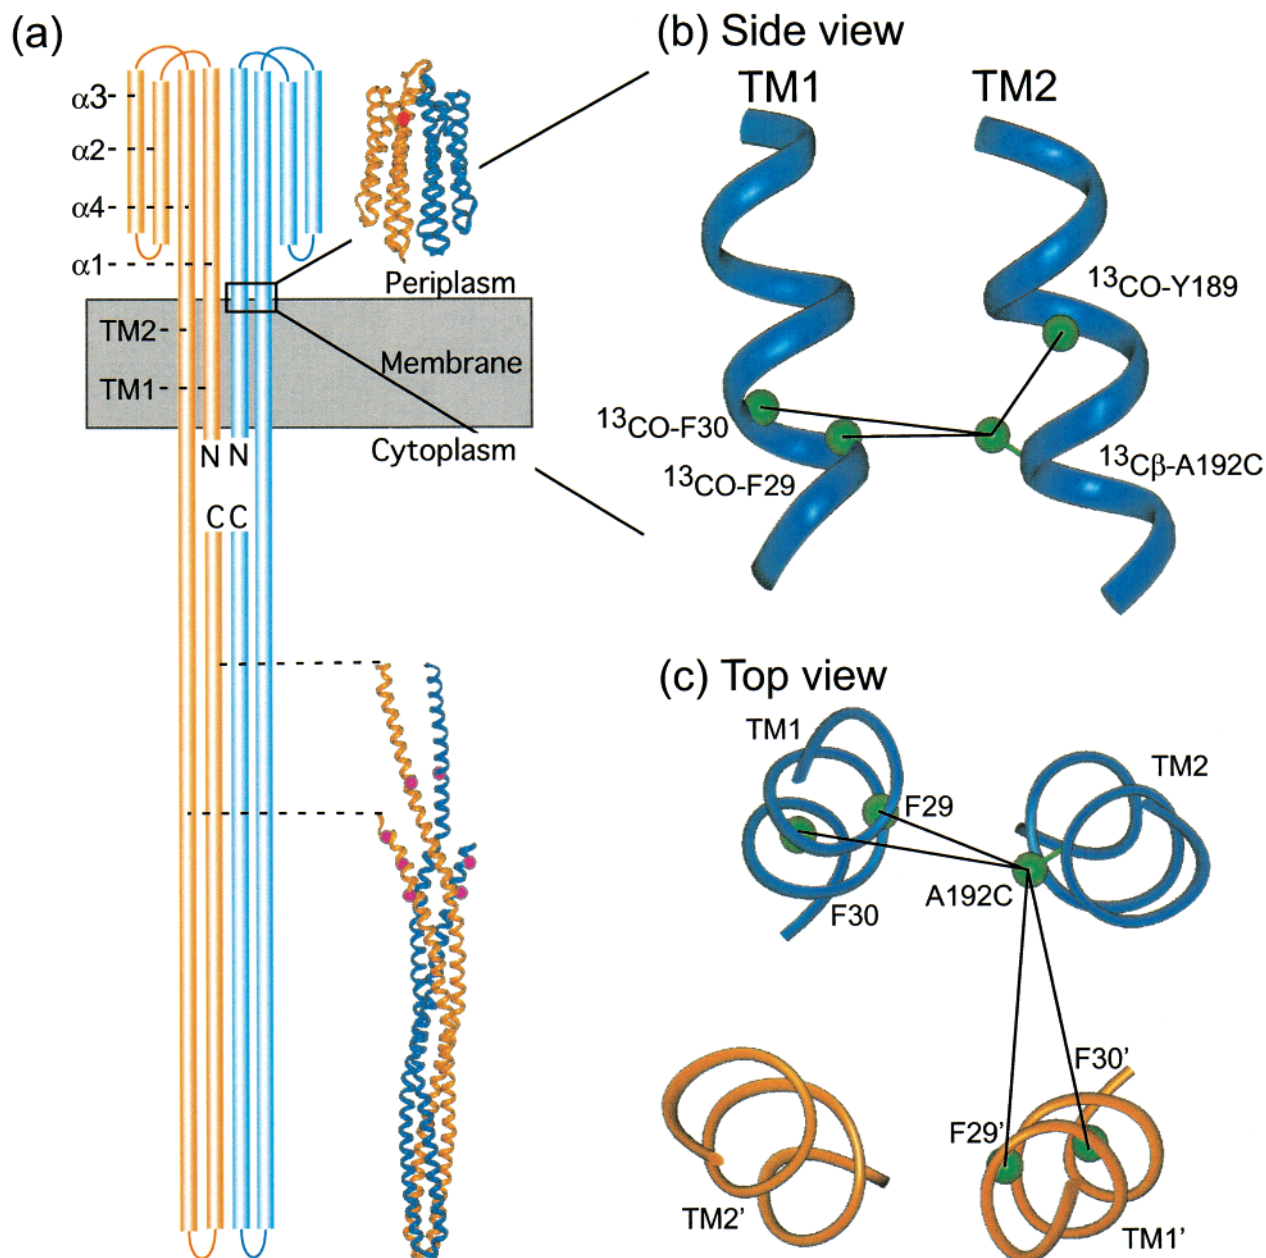 (a)
α3
α2
α4
α1
TM2
TM1
Periplasm
Membrane
Cytoplasm
N N
C C
(b) Side view
TM1 TM2
¹³CO-Y189
¹³CO-F30
¹³CO-F29
¹³Cβ-A192C
(c) Top view
TM1
TM2
F29
A192C
F30
F30’
F29’
TM2’
TM1’